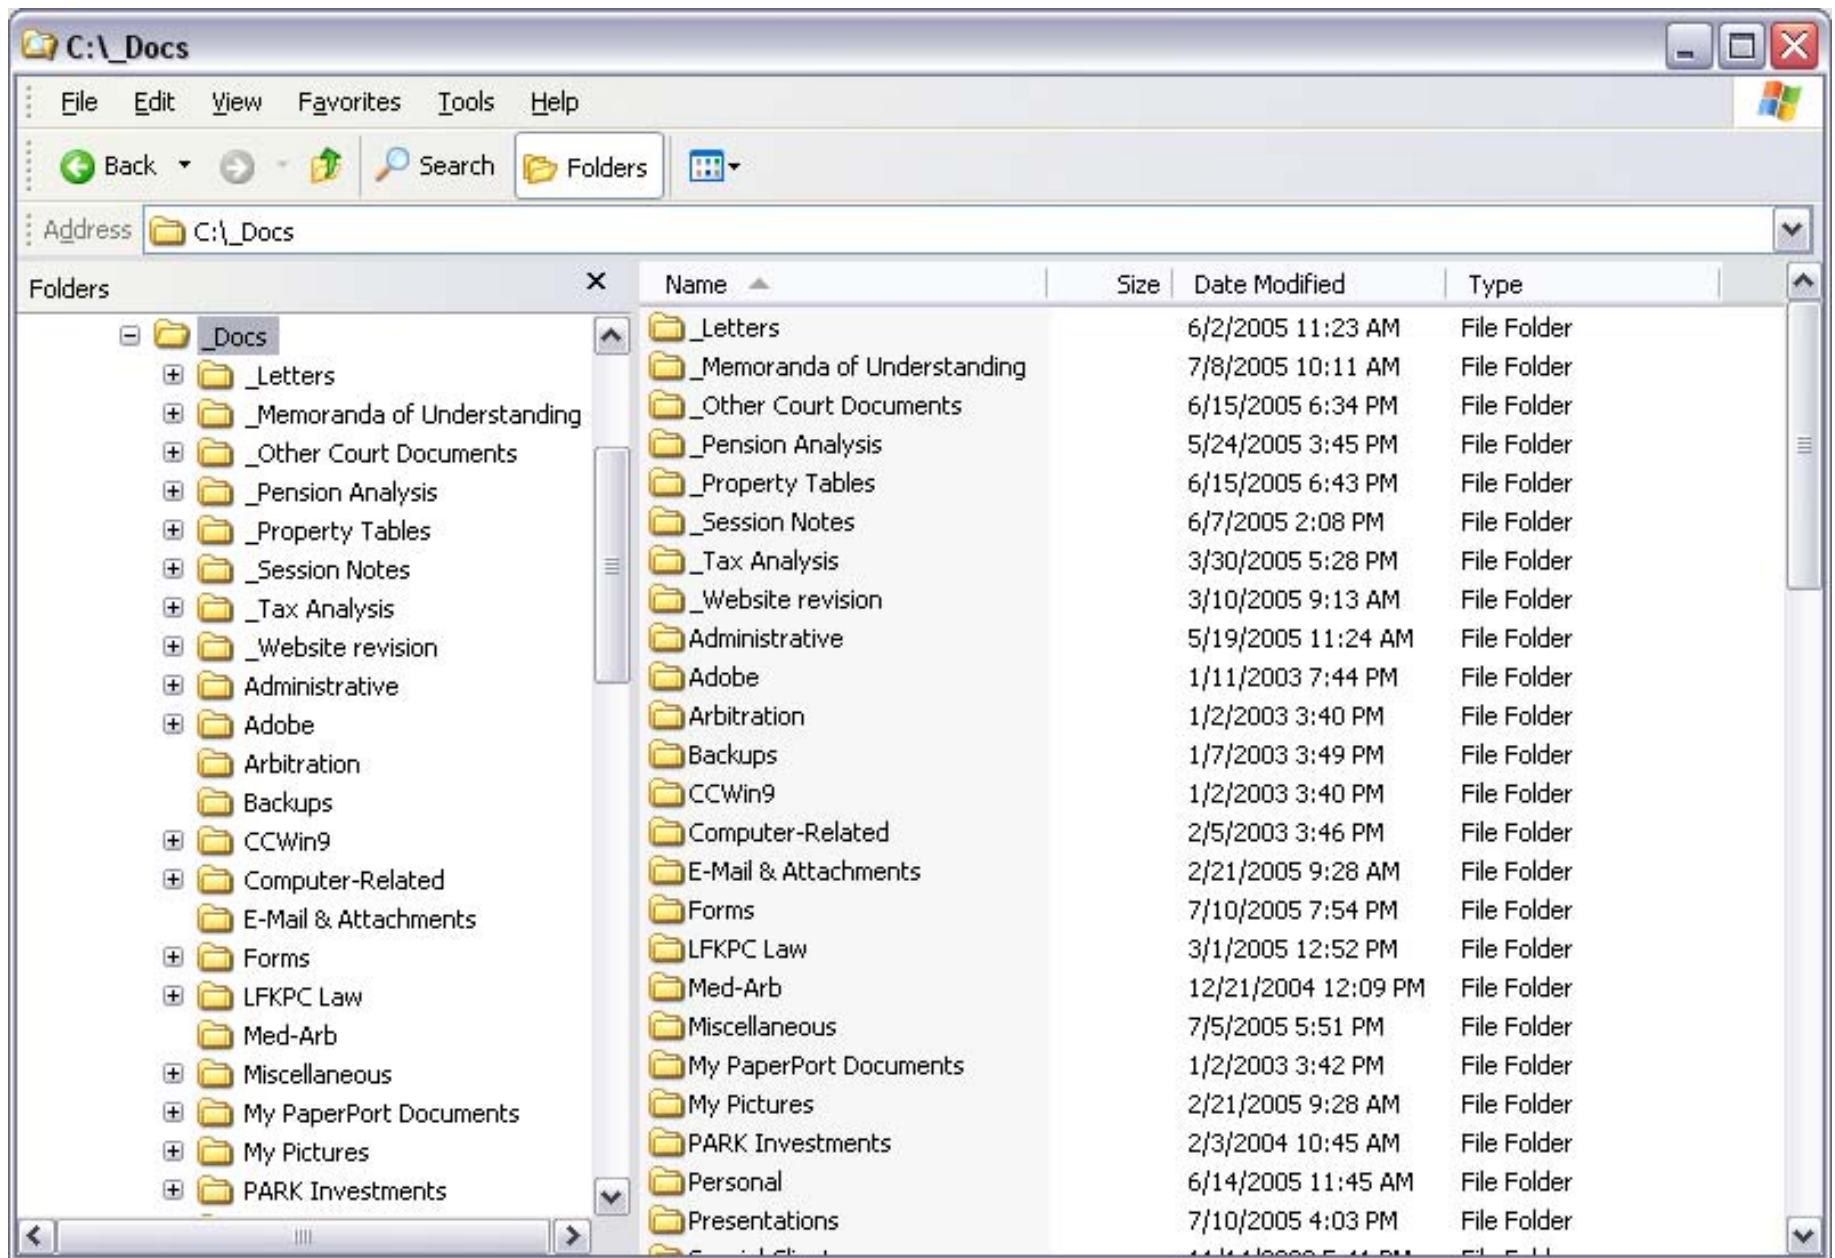 C:\_Docs
File Edit View Favorites Tools Help
Back Search Folders
Address C:\_Docs
Folders
_Docs
_Letters
_Memoranda of Understanding
_Other Court Documents
_Pension Analysis
_Property Tables
_Session Notes
_Tax Analysis
_Website revision
Administrative
Adobe
Arbitration
Backups
CCWin9
Computer-Related
E-Mail & Attachments
Forms
LFKPC Law
Med-Arb
Miscellaneous
My PaperPort Documents
My Pictures
PARK Investments
Name Size Date Modified Type
_Letters 6/2/2005 11:23 AM File Folder
_Memoranda of Understanding 7/8/2005 10:11 AM File Folder
_Other Court Documents 6/15/2005 6:34 PM File Folder
_Pension Analysis 5/24/2005 3:45 PM File Folder
_Property Tables 6/15/2005 6:43 PM File Folder
_Session Notes 6/7/2005 2:08 PM File Folder
_Tax Analysis 3/30/2005 5:28 PM File Folder
_Website revision 3/10/2005 9:13 AM File Folder
Administrative 5/19/2005 11:24 AM File Folder
Adobe 1/11/2003 7:44 PM File Folder
Arbitration 1/2/2003 3:40 PM File Folder
Backups 1/7/2003 3:49 PM File Folder
CCWin9 1/2/2003 3:40 PM File Folder
Computer-Related 2/5/2003 3:46 PM File Folder
E-Mail & Attachments 2/21/2005 9:28 AM File Folder
Forms 7/10/2005 7:54 PM File Folder
LFKPC Law 3/1/2005 12:52 PM File Folder
Med-Arb 12/21/2004 12:09 PM File Folder
Miscellaneous 7/5/2005 5:51 PM File Folder
My PaperPort Documents 1/2/2003 3:42 PM File Folder
My Pictures 2/21/2005 9:28 AM File Folder
PARK Investments 2/3/2004 10:45 AM File Folder
Personal 6/14/2005 11:45 AM File Folder
Presentations 7/10/2005 4:03 PM File Folder